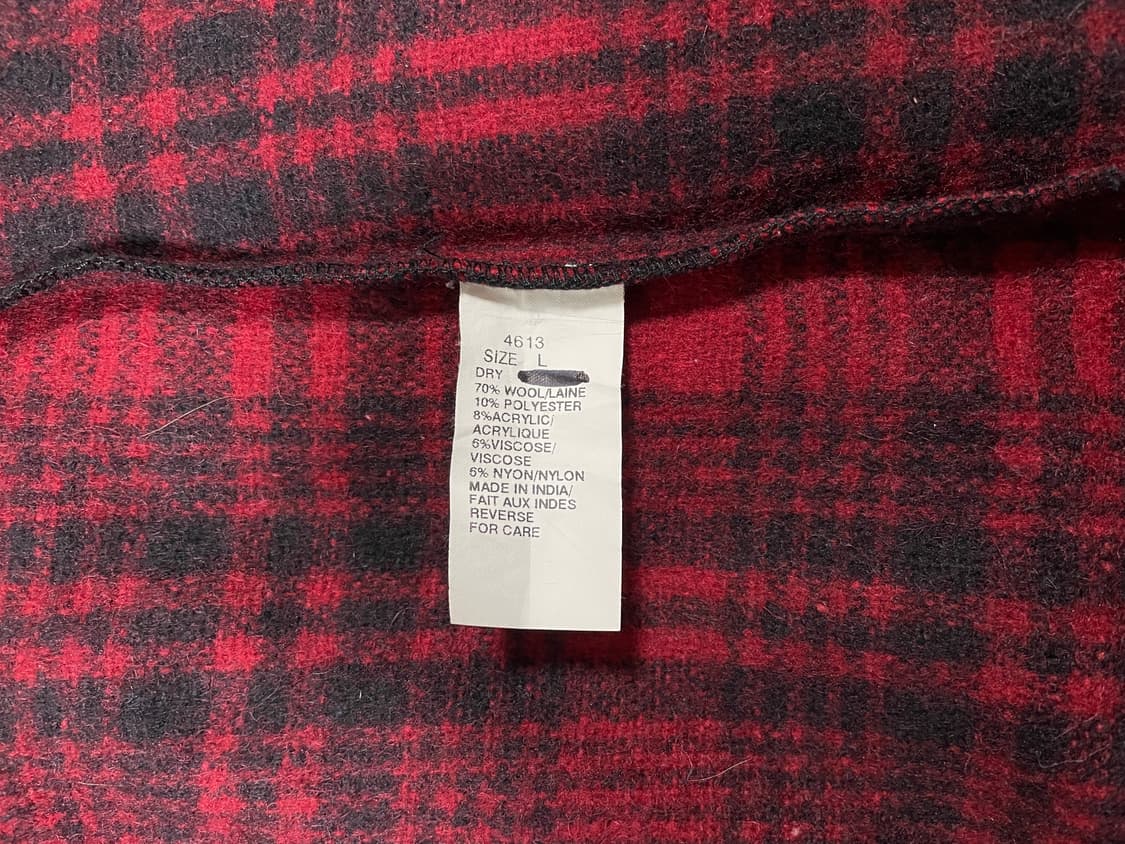 4613
SIZE L
DRY
70% WOOL/LAINE
10% POLYESTER
8%ACRYLIC/
ACRYLIQUE
6%VISCOSE/
VISCOSE
6% NYON/NYLON
MADE IN INDIA/
FAIT AUX INDES
REVERSE
FOR CARE